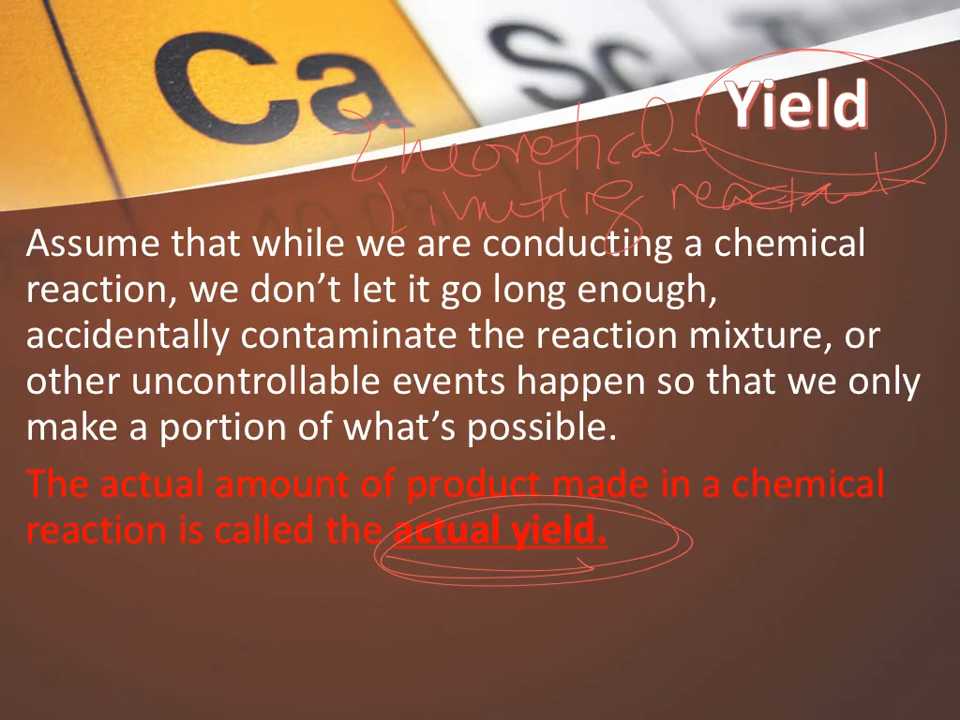 Ca
Sc
Yield
Theoretical
Limiting reactant
Assume that while we are conducting a chemical
reaction, we don’t let it go long enough,
accidentally contaminate the reaction mixture, or
other uncontrollable events happen so that we only
make a portion of what’s possible.
The actual amount of product made in a chemical
reaction is called the actual yield.